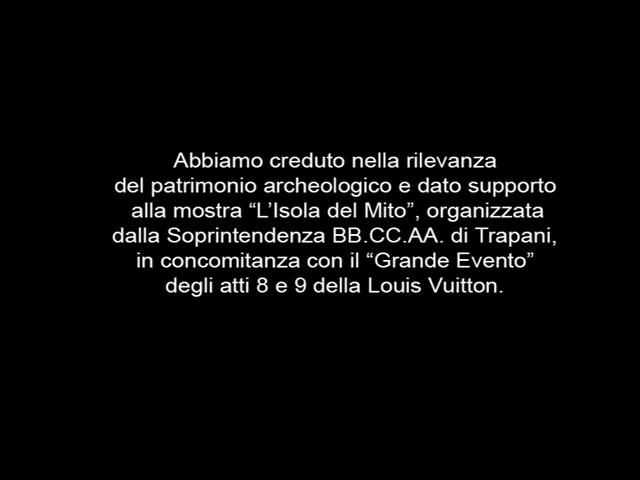 Abbiamo creduto nella rilevanza
del patrimonio archeologico e dato supporto
alla mostra “L’Isola del Mito”, organizzata
dalla Soprintendenza BB.CC.AA. di Trapani,
in concomitanza con il “Grande Evento”
degli atti 8 e 9 della Louis Vuitton.